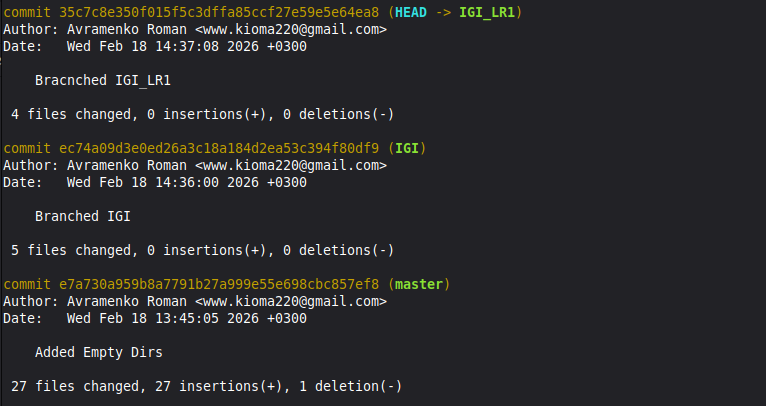 commit 35c7c8e350f015f5c3dffa85ccf27e59e5e64ea8 (HEAD -> IGI_LR1)
Author: Avramenko Roman <www.kioma220@gmail.com>
Date:   Wed Feb 18 14:37:08 2026 +0300
Bracnched IGI_LR1
4 files changed, 0 insertions(+), 0 deletions(-)
commit ec74a09d3e0ed26a3c18a184d2ea53c394f80df9 (IGI)
Author: Avramenko Roman <www.kioma220@gmail.com>
Date:   Wed Feb 18 14:36:00 2026 +0300
Branched IGI
5 files changed, 0 insertions(+), 0 deletions(-)
commit e7a730a959b8a7791b27a999e55e698cbc857ef8 (master)
Author: Avramenko Roman <www.kioma220@gmail.com>
Date:   Wed Feb 18 13:45:05 2026 +0300
Added Empty Dirs
27 files changed, 27 insertions(+), 1 deletion(-)